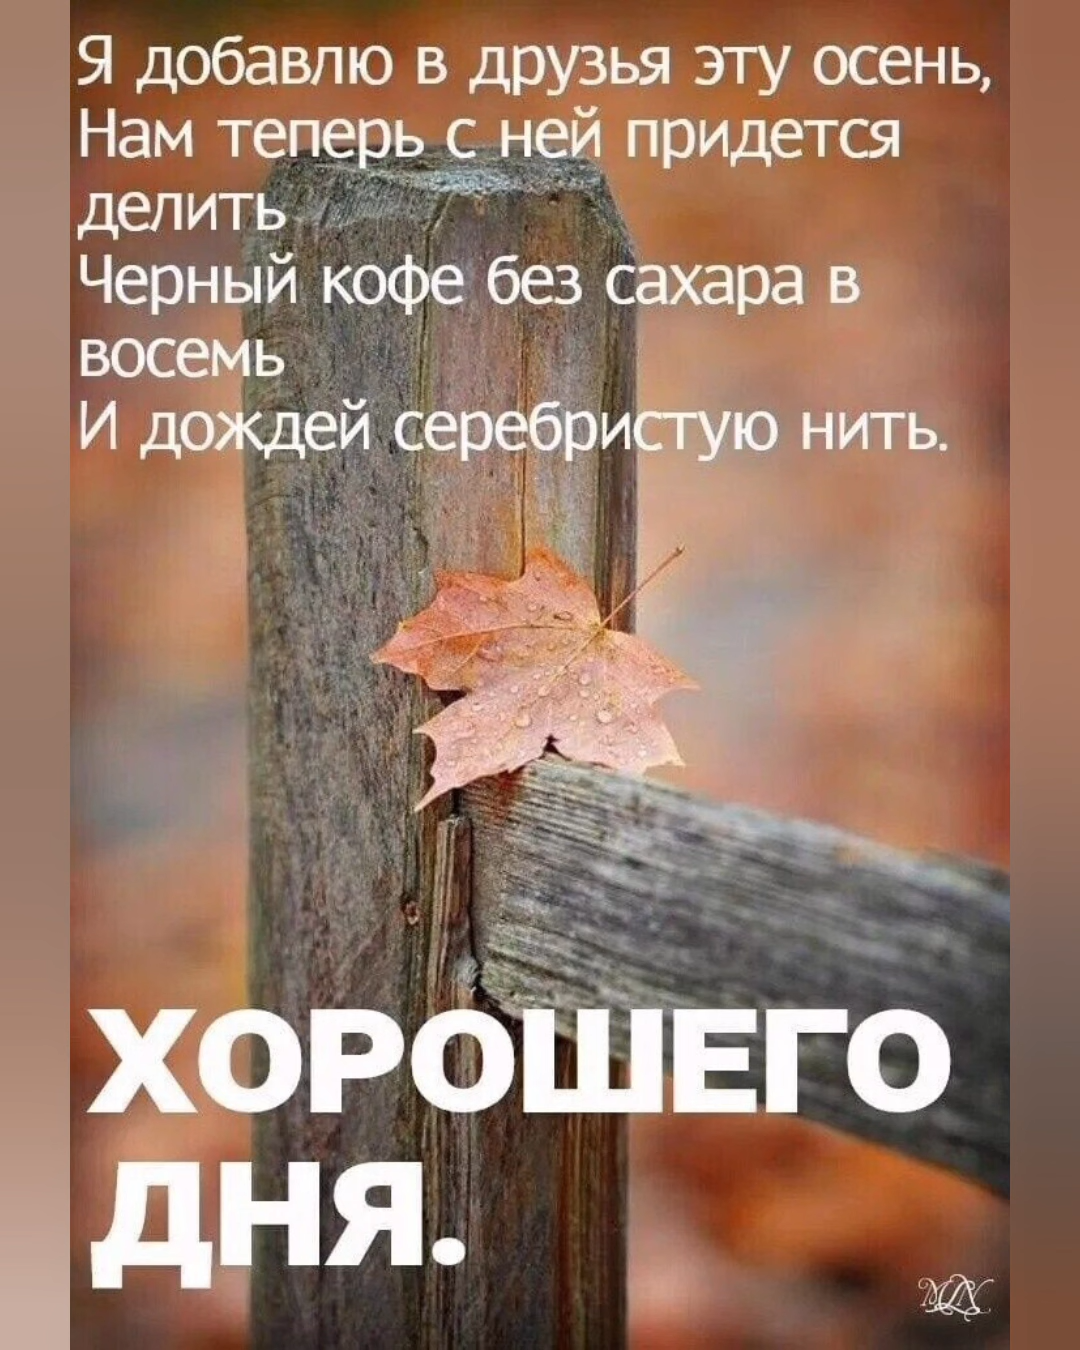 Я добавлю в друзья эту осень,
Нам теперь с ней придется
делить
Черный кофе без сахара в
восемь
И дождей серебристую нить.
ХОРОШЕГО
ДНЯ.